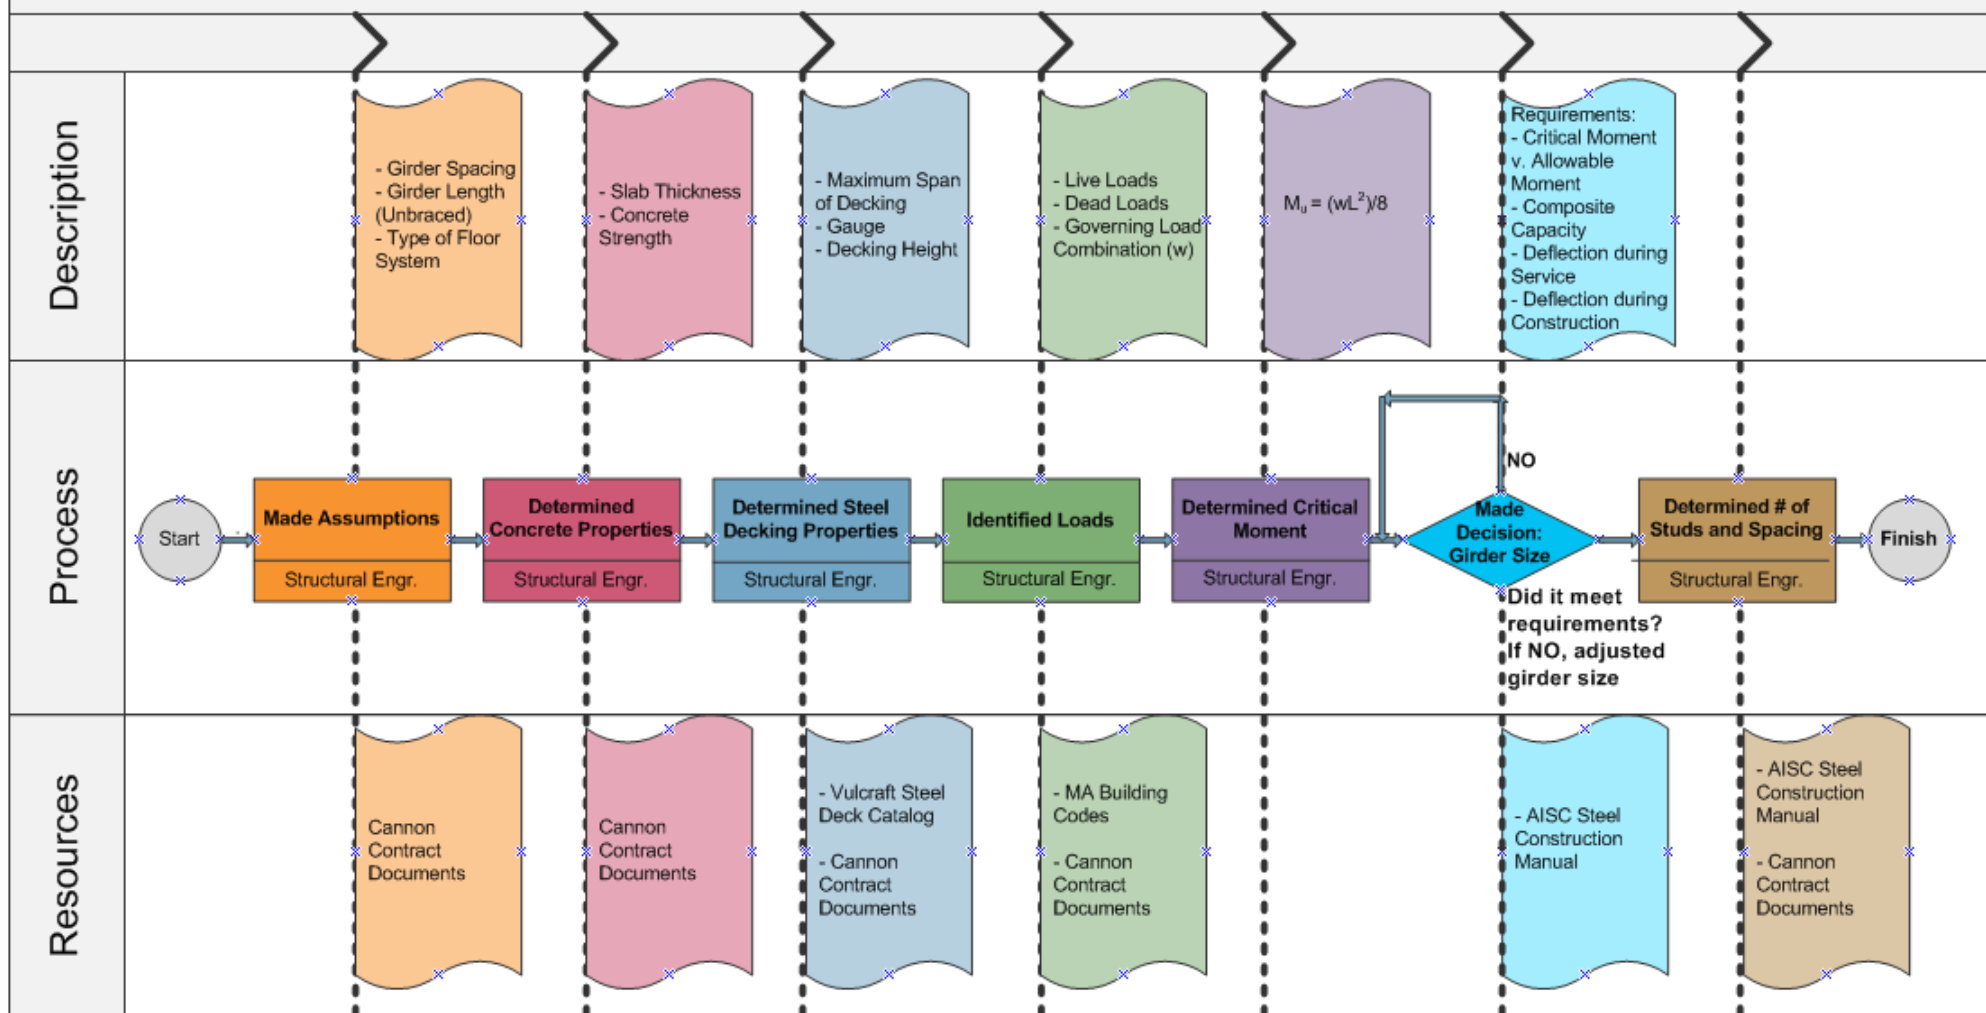 Description
- Girder Spacing
- Girder Length
(Unbraced)
- Type of Floor
System
- Slab Thickness
- Concrete
Strength
- Maximum Span
of Decking
- Gauge
- Decking Height
- Live Loads
- Dead Loads
- Governing Load
Combination (w)
Mᵤ = (wL²)/8
Requirements:
- Critical Moment
v. Allowable
Moment
- Composite
Capacity
- Deflection during
Service
- Deflection during
Construction
Process
Start
Made Assumptions
Structural Engr.
Determined
Concrete Properties
Structural Engr.
Determined Steel
Decking Properties
Structural Engr.
Identified Loads
Structural Engr.
Determined Critical
Moment
Structural Engr.
NO
Made
Decision:
Girder Size
Did it meet
requirements?
If NO, adjusted
girder size
Determined # of
Studs and Spacing
Structural Engr.
Finish
Resources
Cannon
Contract
Documents
Cannon
Contract
Documents
- Vulcraft Steel
Deck Catalog
- Cannon
Contract
Documents
- MA Building
Codes
- Cannon
Contract
Documents
- AISC Steel
Construction
Manual
- AISC Steel
Construction
Manual
- Cannon
Contract
Documents